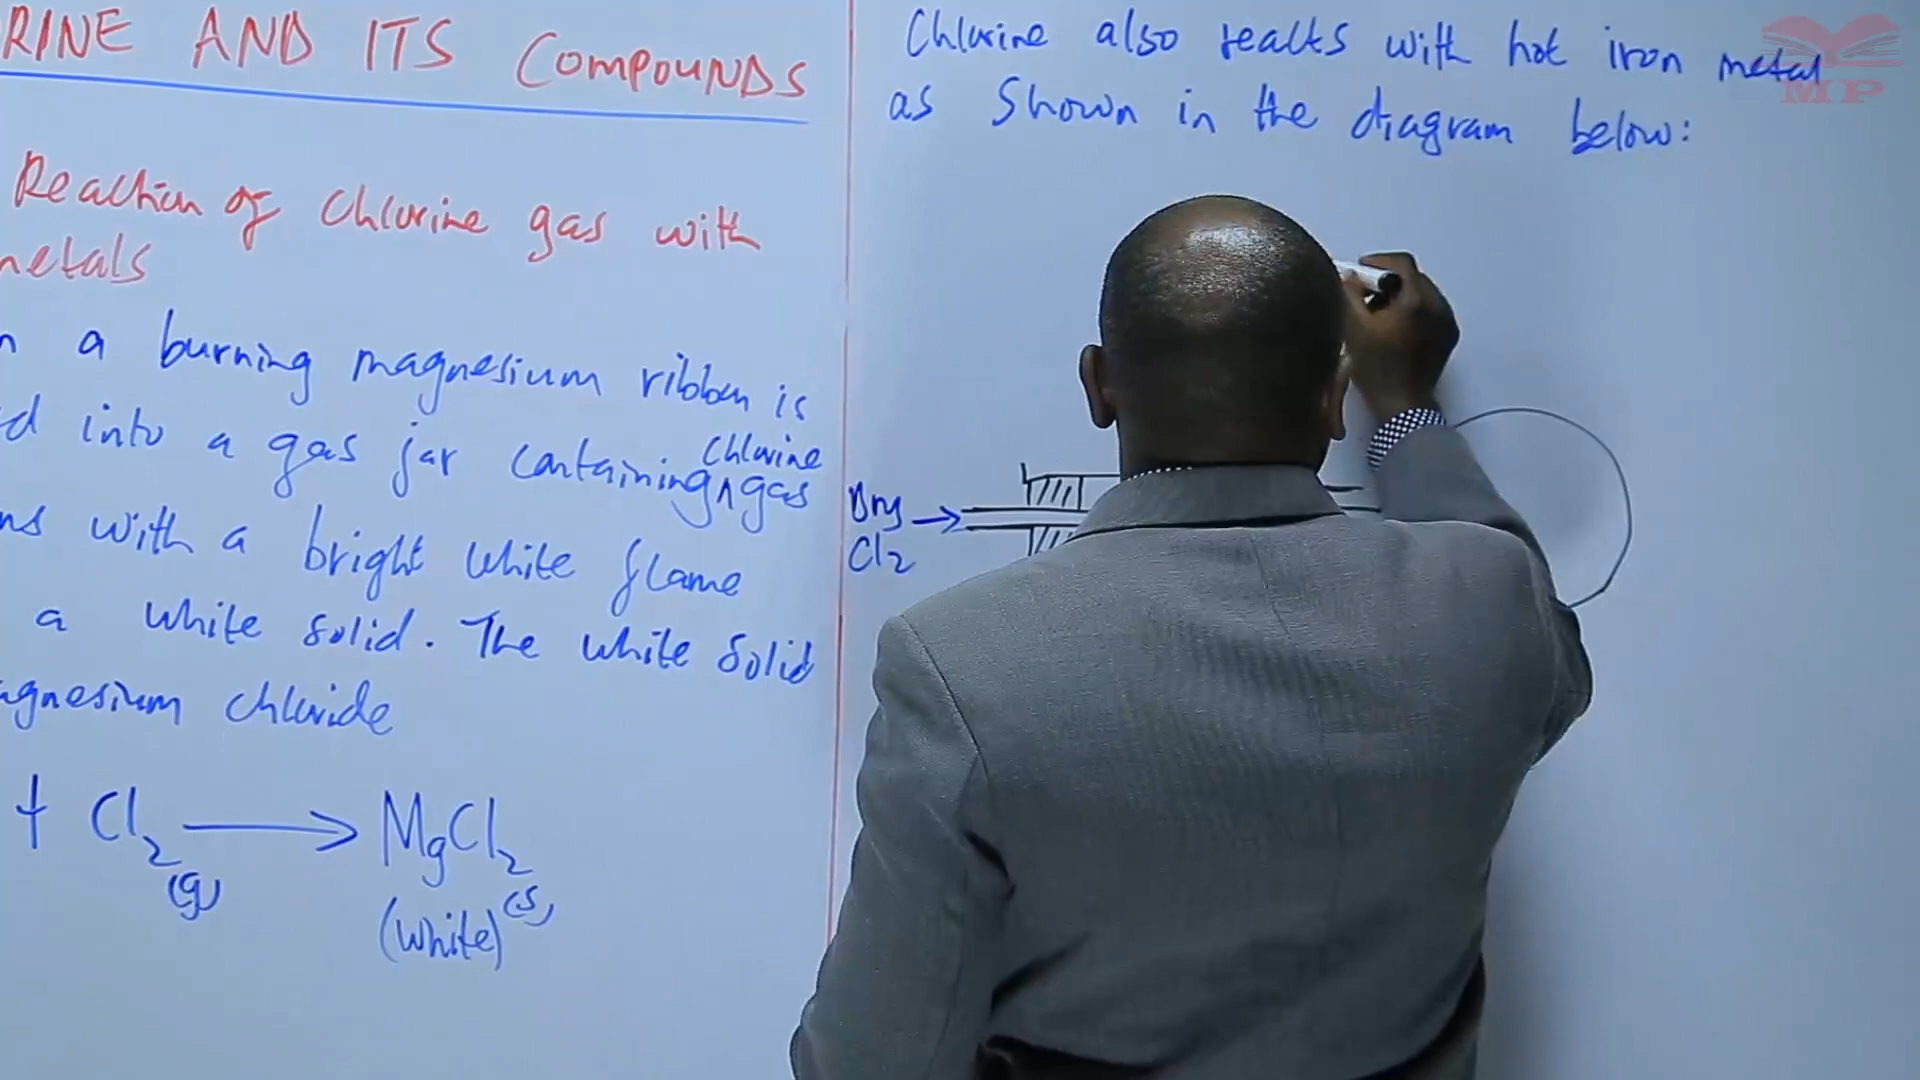 RINE AND ITS COMPOUNDS
Reaction of Chlorine gas with
metals
a burning magnesium ribbon is
into a gas jar containing chlorine gas
with a bright white flame
a white solid. The white solid
agnesium chloride
+ Cl₂(g) → MgCl₂(s)
(white)
Chlorine also reacts with hot iron metal
as shown in the diagram below:
Dry
Cl₂
MP